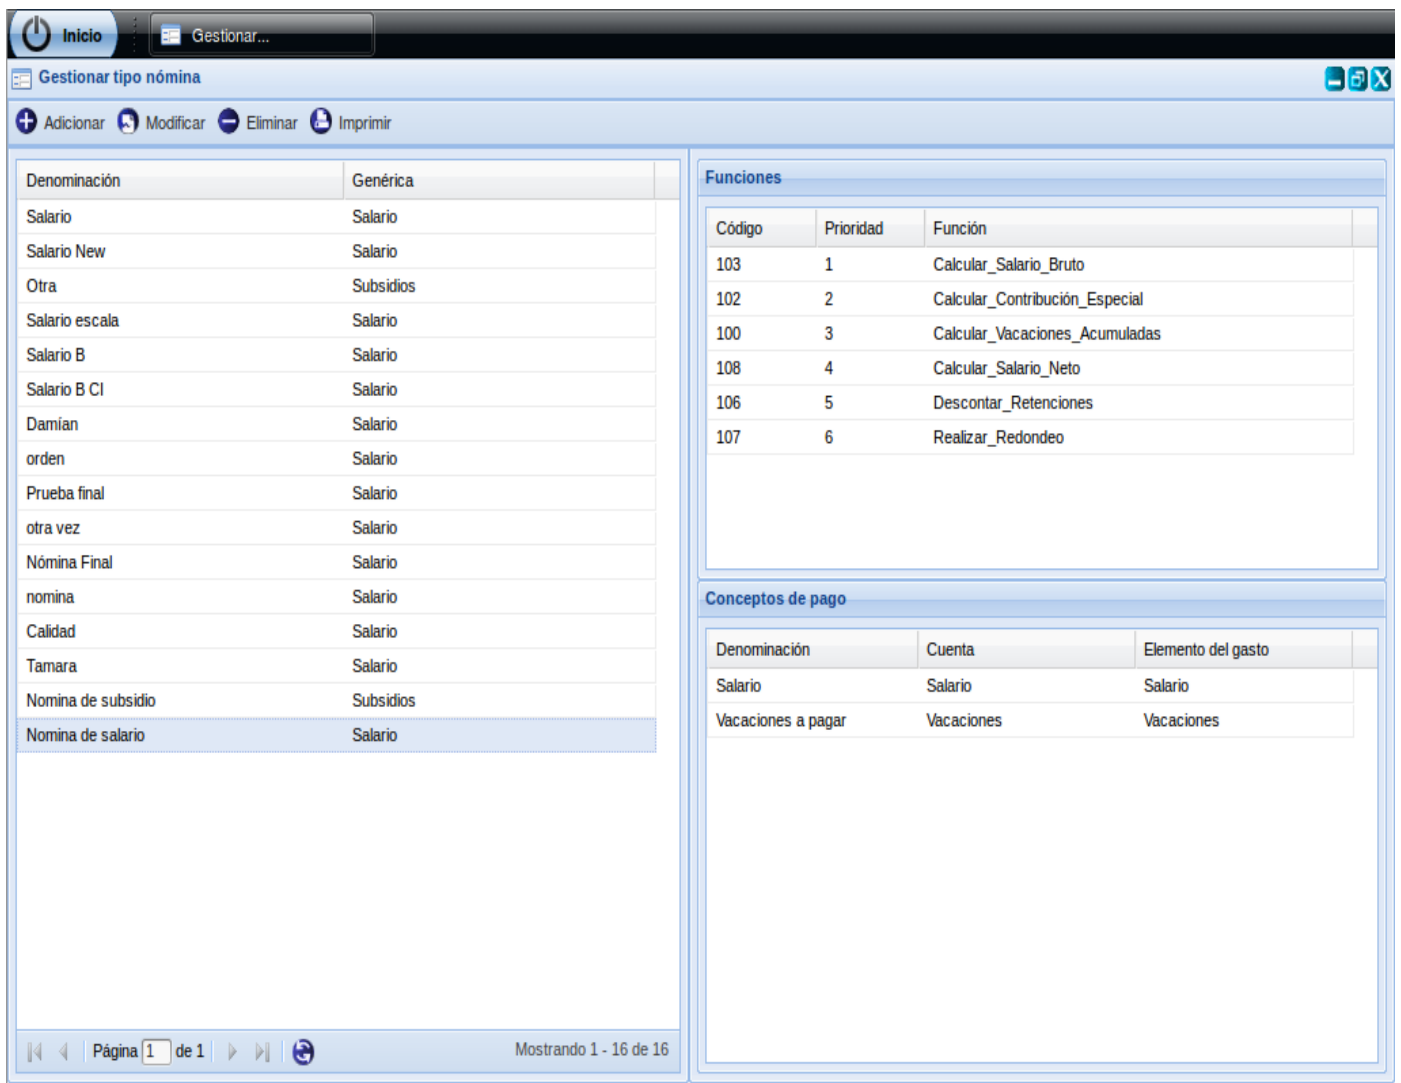 Inicio Gestionar...
Gestionar tipo nómina
Adicionar Modificar Eliminar Imprimir
Denominación Genérica
Salario Salario
Salario New Salario
Otra Subsidios
Salario escala Salario
Salario B Salario
Salario B CI Salario
Damían Salario
orden Salario
Prueba final Salario
otra vez Salario
Nómina Final Salario
nomina Salario
Calidad Salario
Tamara Salario
Nomina de subsidio Subsidios
Nomina de salario Salario
Página 1 de 1 Mostrando 1 - 16 de 16
Funciones
Código Prioridad Función
103 1 Calcular_Salario_Bruto
102 2 Calcular_Contribución_Especial
100 3 Calcular_Vacaciones_Acumuladas
108 4 Calcular_Salario_Neto
106 5 Descontar_Retenciones
107 6 Realizar_Redondeo
Conceptos de pago
Denominación Cuenta Elemento del gasto
Salario Salario Salario
Vacaciones a pagar Vacaciones Vacaciones